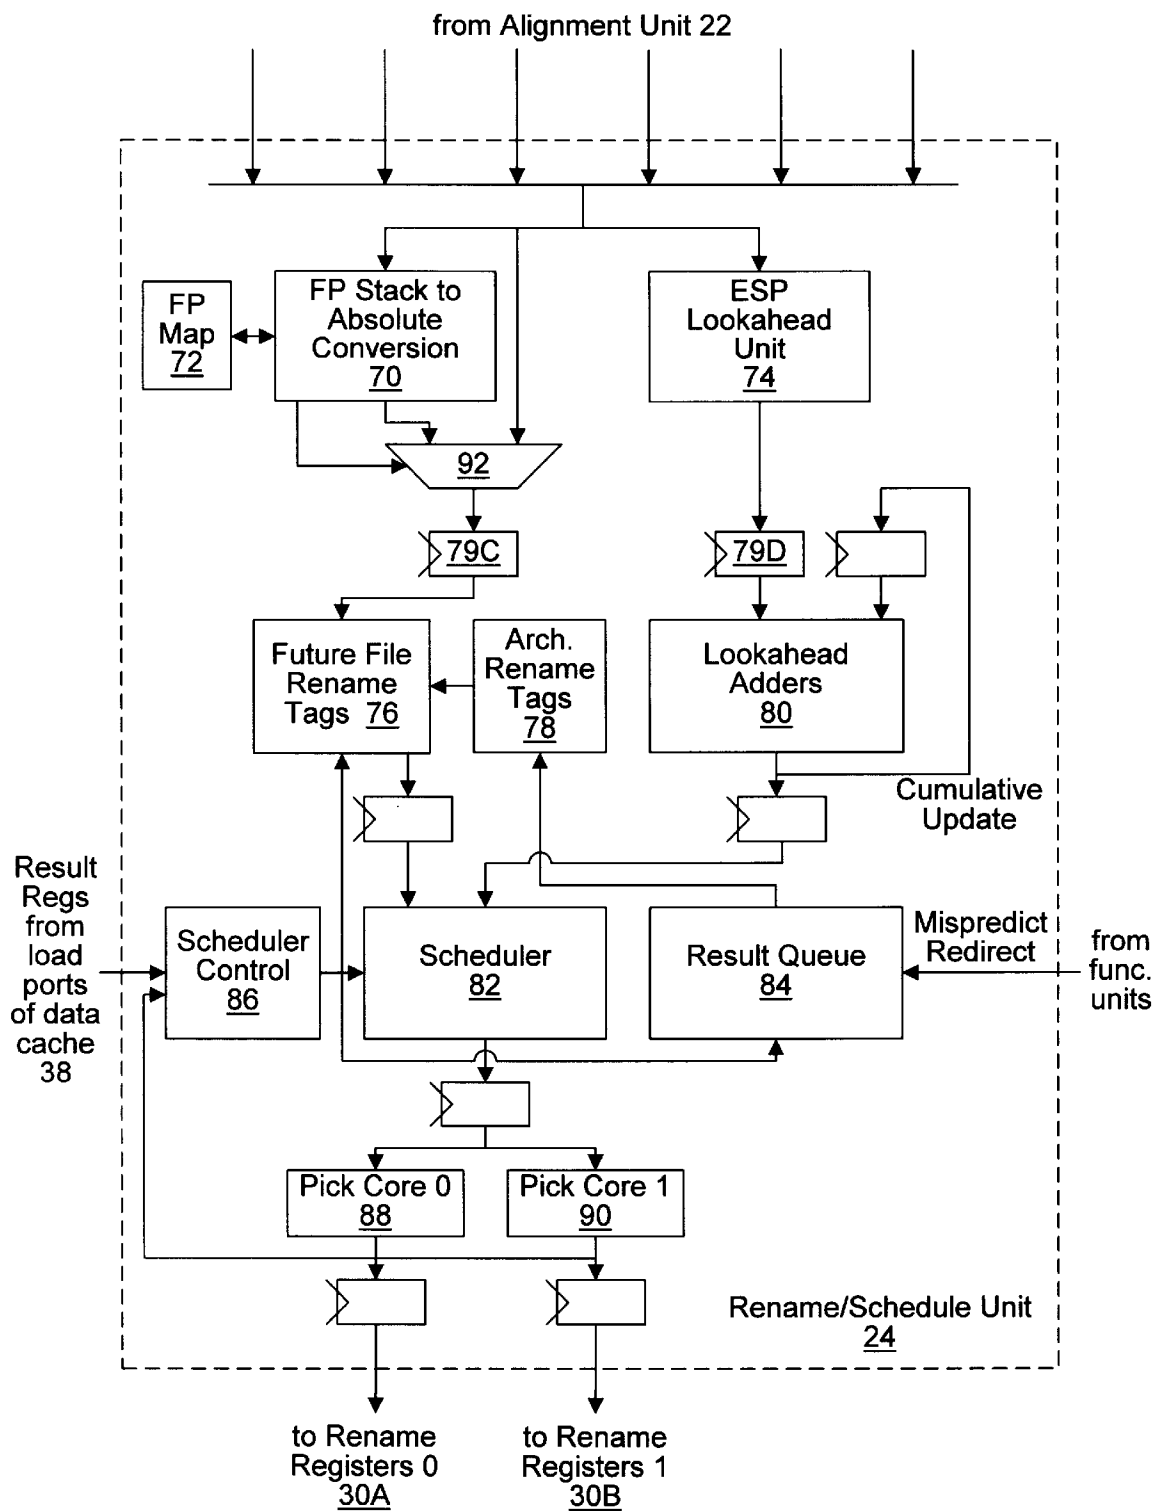 from Alignment Unit 22
FP
Map
72
FP Stack to
Absolute
Conversion
70
ESP
Lookahead
Unit
74
92
79C
79D
Future File
Rename
Tags 76
Arch.
Rename
Tags
78
Lookahead
Adders
80
Cumulative
Update
Result
Regs
from
load
ports
of data
cache
38
Scheduler
Control
86
Scheduler
82
Result Queue
84
Mispredict
Redirect
from
func.
units
Pick Core 0
88
Pick Core 1
90
Rename/Schedule Unit
24
to Rename
Registers 0
30A
to Rename
Registers 1
30B